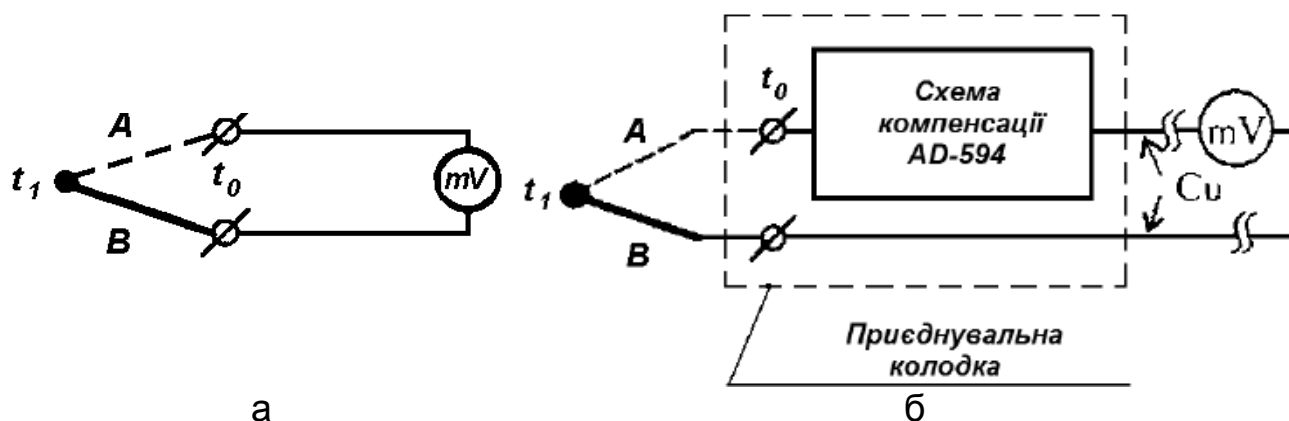 A
t₀
t₁
B
mV
а
t₀
A
t₁
B
Схема
компенсації
AD-594
mV
Cu
Приєднувальна
колодка
б